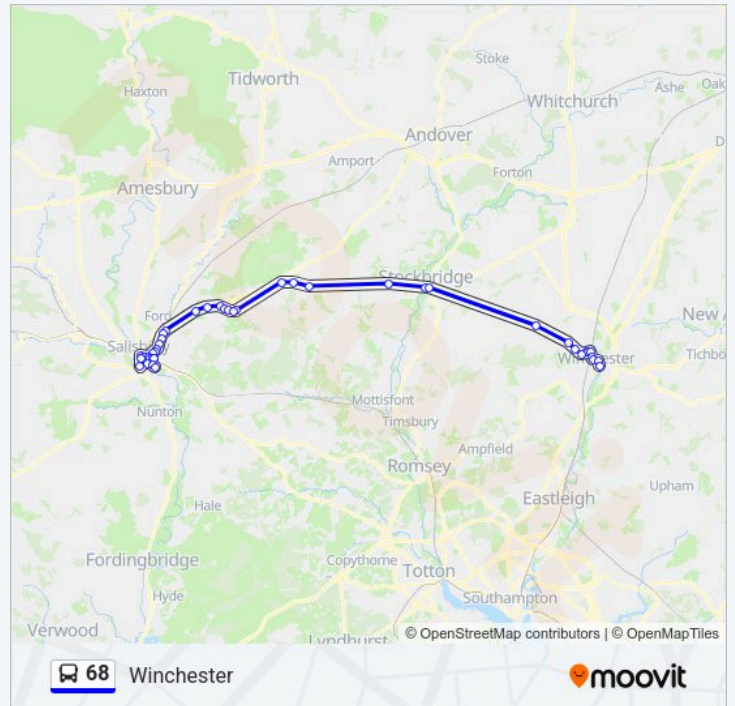 Stoke
Tidworth
Haxton
Ashe
Oak
Whitchurch
Andover
D
Amport
Forton
Amesbury
Stockbridge
Ford
New A
Salisbury
Winchester
Tichbo
Mottisfont
Nunton
Timsbury
Ampfield
Romsey
Upham
Eastleigh
Hale
Fordingbridge
Copythorne
Totton
Hyde
Southampton
Verwood
Lyndhurst
© OpenStreetMap contributors | © OpenMapTiles
68 Winchester
moovit